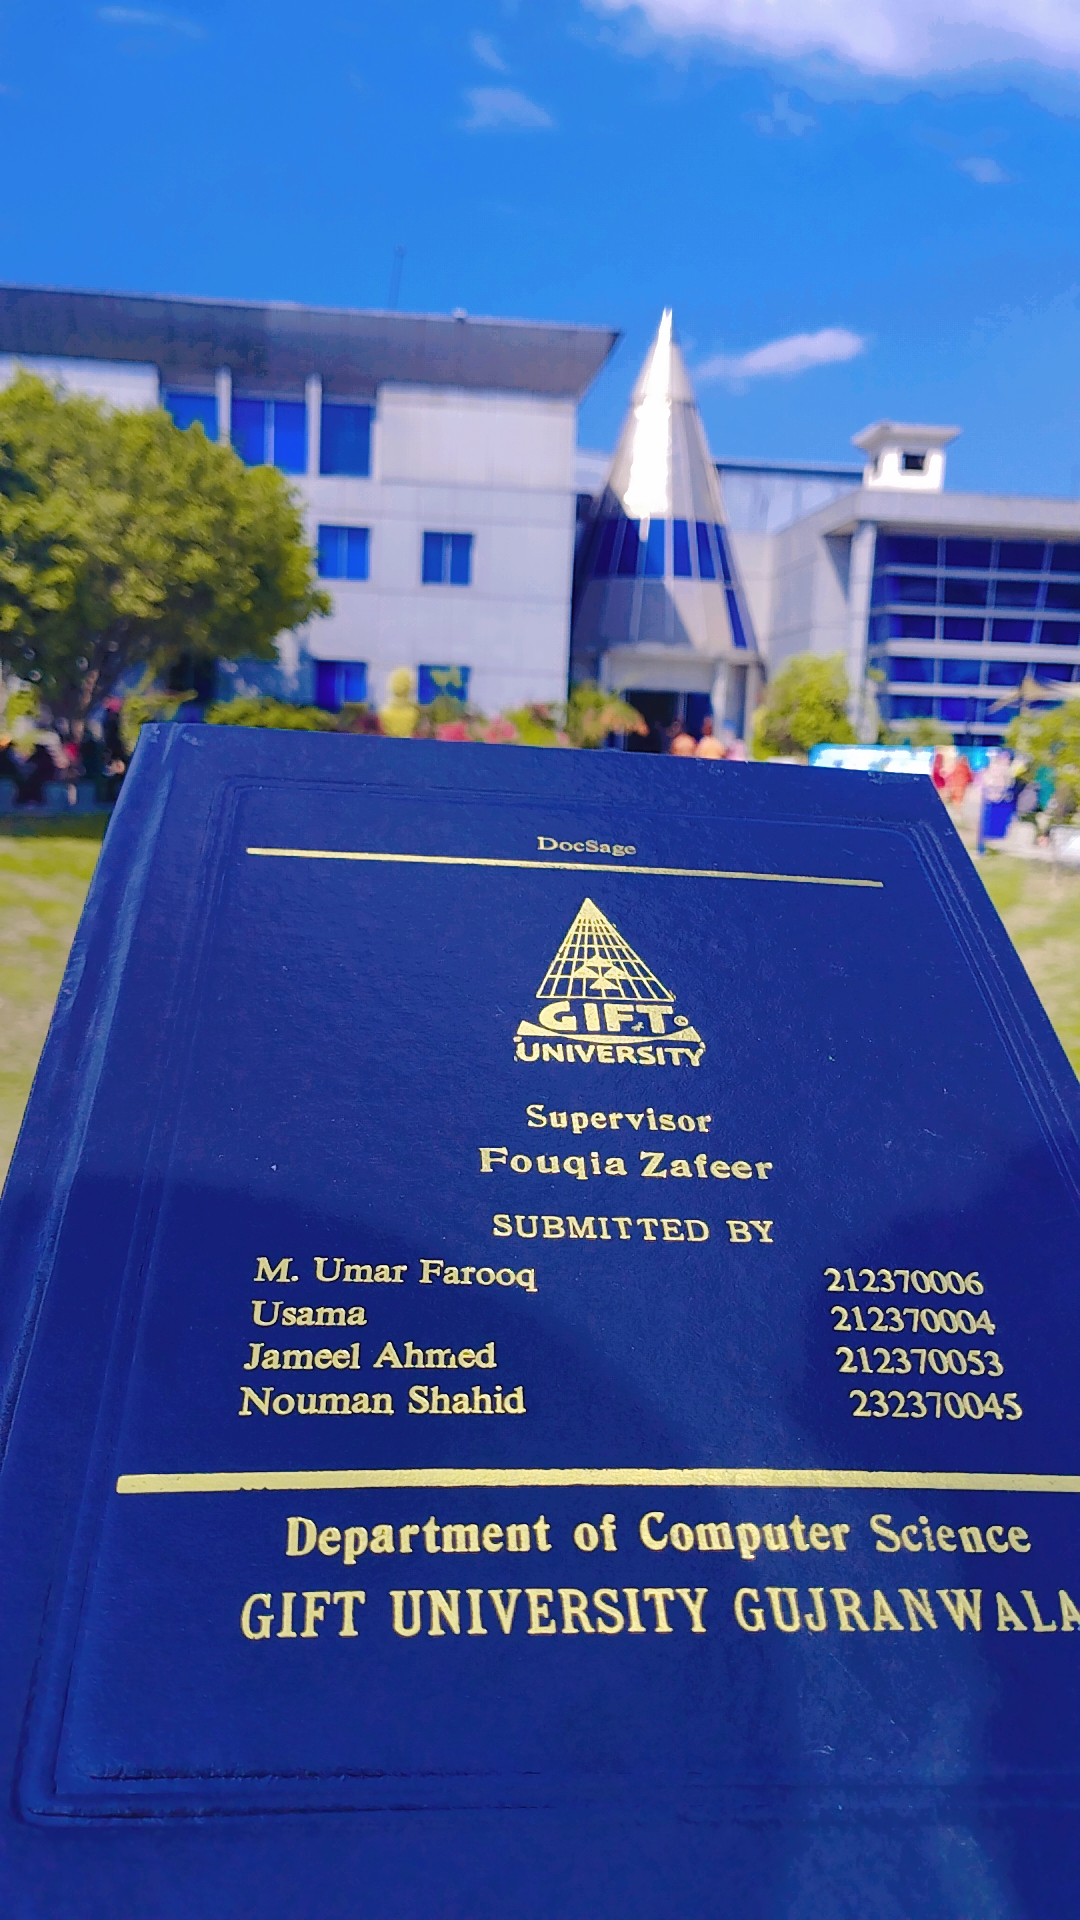 DocSage
GIFT
UNIVERSITY
Supervisor
Fouqia Zafeer
SUBMITTED BY
M. Umar Farooq 212370006
Usama 212370004
Jameel Ahmed 212370053
Nouman Shahid 232370045
Department of Computer Science
GIFT UNIVERSITY GUJRANWALA